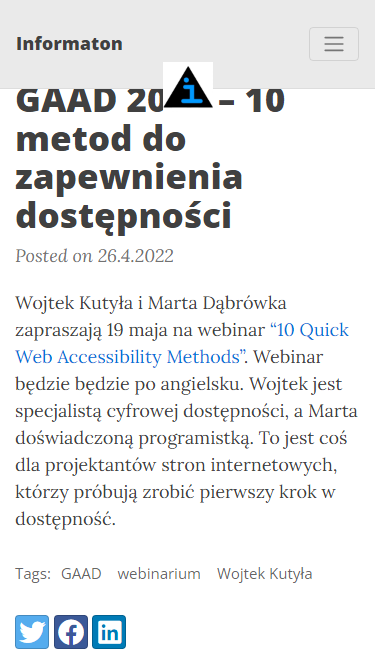 Informaton
GAAD 20 – 10
metod do
zapewnienia
dostępności
Posted on 26.4.2022
Wojtek Kutyła i Marta Dąbrówka
zapraszają 19 maja na webinar “10 Quick
Web Accessibility Methods”. Webinar
będzie będzie po angielsku. Wojtek jest
specjalistą cyfrowej dostępności, a Marta
doświadczoną programistką. To jest coś
dla projektantów stron internetowych,
którzy próbują zrobić pierwszy krok w
dostępność.
Tags: GAAD webinarium Wojtek Kutyła